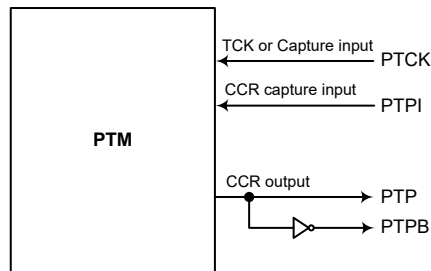 TCK or Capture input
PTCK
CCR capture input
PTPI
PTM
CCR output
PTP
PTPB